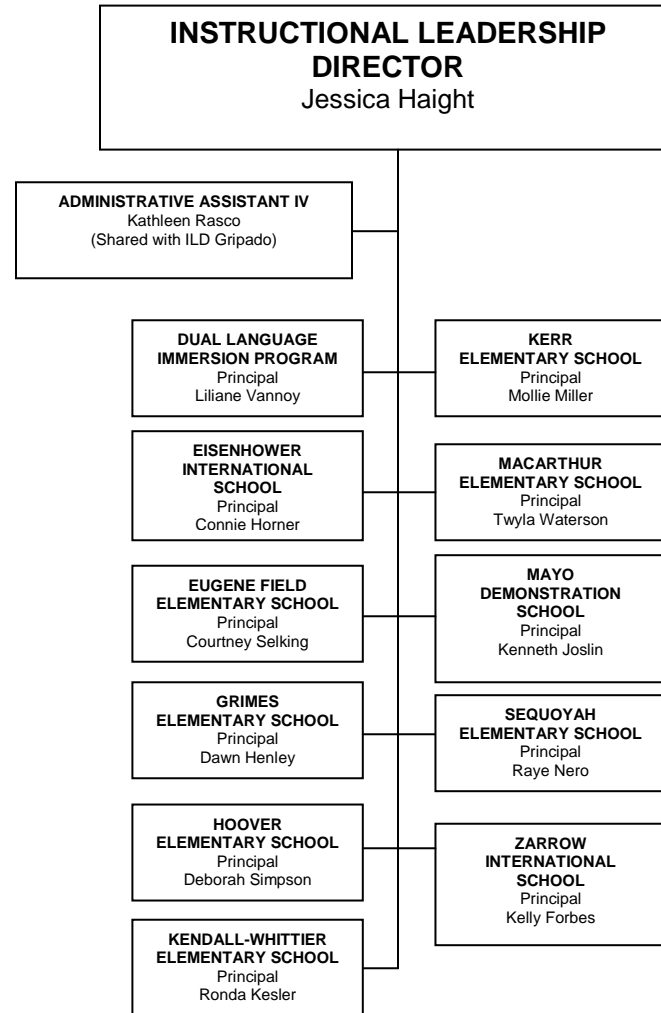 INSTRUCTIONAL LEADERSHIP
DIRECTOR
Jessica Haight
ADMINISTRATIVE ASSISTANT IV
Kathleen Rasco
(Shared with ILD Gripado)
DUAL LANGUAGE
IMMERSION PROGRAM
Principal
Liliane Vannoy
KERR
ELEMENTARY SCHOOL
Principal
Mollie Miller
EISENHOWER
INTERNATIONAL
SCHOOL
Principal
Connie Horner
MACARTHUR
ELEMENTARY SCHOOL
Principal
Twyla Waterson
EUGENE FIELD
ELEMENTARY SCHOOL
Principal
Courtney Selking
MAYO
DEMONSTRATION
SCHOOL
Principal
Kenneth Joslin
GRIMES
ELEMENTARY SCHOOL
Principal
Dawn Henley
SEQUOYAH
ELEMENTARY SCHOOL
Principal
Raye Nero
HOOVER
ELEMENTARY SCHOOL
Principal
Deborah Simpson
ZARROW
INTERNATIONAL
SCHOOL
Principal
Kelly Forbes
KENDALL-WHITTIER
ELEMENTARY SCHOOL
Principal
Ronda Kesler